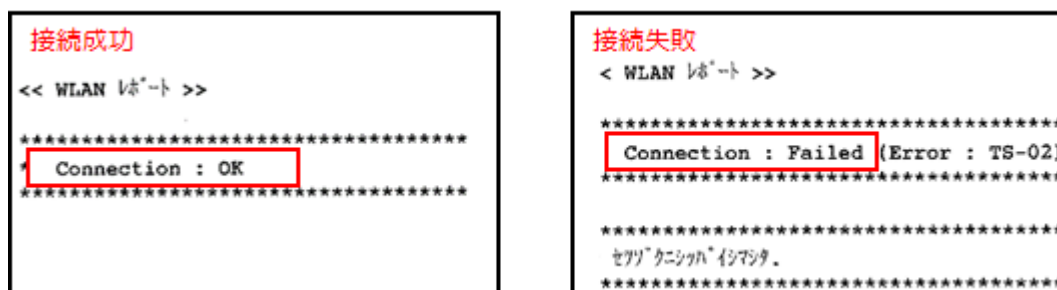 接続成功
<< WLAN ﾚﾎﾟｰﾄ >>
************************************
* Connection : OK
************************************
接続失敗
< WLAN ﾚﾎﾟｰﾄ >>
*************************************
Connection : Failed (Error : TS-02)
*************************************
*************************************
ｾﾂｿﾞｸﾆｼｯﾊﾟｲｼﾏｼﾀ.
*************************************